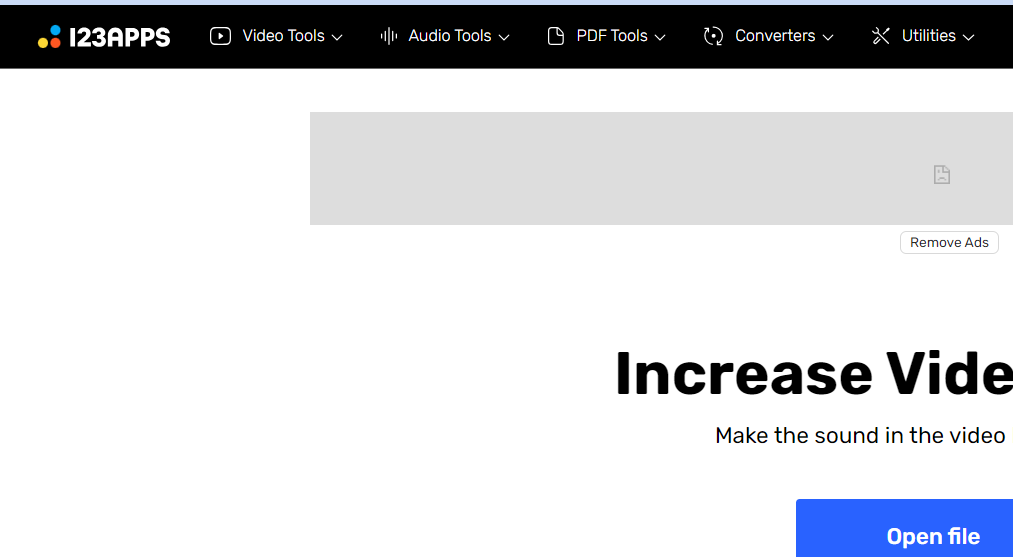 123APPS Video Tools Audio Tools PDF Tools Converters Utilities
Remove Ads
Increase Vide
Make the sound in the video
Open file